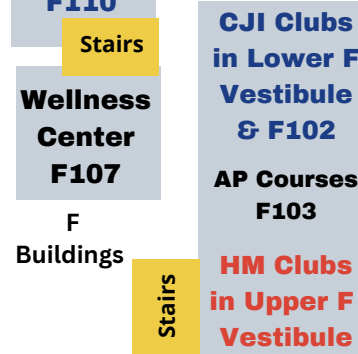 F110
Stairs
Wellness
Center
F107
F
Buildings
CJI Clubs
in Lower F
Vestibule
& F102
AP Courses
F103
HM Clubs
in Upper F
Vestibule
Stairs